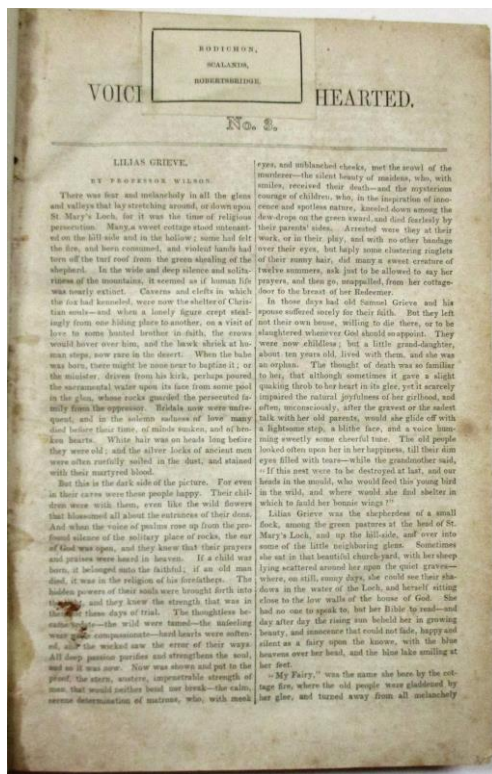 BODICHON,
SCALANDS,
ROBERTSBRIDGE.
VOICI HEARTED.
No. 3.
LILIAS GRIEVE.
BY PROFESSOR WILSON.
There was fear and melancholy in all the glens
and valleys that lay stretching around, or down upon
St. Mary's Loch, for it was the time of religious
persecution. Many a sweet cottage stood untenant-
ed on the hill-side and in the hollow; some had felt
the fire, and been consumed, and violent hands had
torn off the turf roof from the green shealing of the
shepherd. In the wide and deep silence and solita-
riness of the mountains, it seemed as if human life
was nearly extinct. Caverns and clefts in which
the fox had kenneled, were now the shelter of Chris-
tian souls—and when a lonely figure crept steal-
ingly from one hiding place to another, on a visit of
love to some hunted brother in faith, the crows
would hover over him, and the hawk shriek at hu-
man steps, now rare in the desert. When the babe
was born, there might be none near to baptize it; or
the minister, driven from his kirk, perhaps poured
the sacramental water upon its face from some pool
in the glen, whose rocks guarded the persecuted fa-
mily from the oppressor. Bridals now were unfre-
quent, and in the solemn sadness of love many
died before their time, of minds sunken, and of bro-
ken hearts. White hair was on heads long before
they were old; and the silver locks of ancient men
were often ruefully soiled in the dust, and stained
with their martyred blood.
But this is the dark side of the picture. For even
in their caves were these people happy. Their chil-
dren were with them, even like the wild flowers
that blossomed all about the entrances of their dens.
And when the voice of psalms rose up from the pro-
found silence of the solitary place of rocks, the ear
of God was open, and they knew that their prayers
and praises were heard in heaven. If a child was
born, it belonged unto the faithful; if an old man
died, it was in the religion of his forefathers. The
hidden powers of their souls were brought forth into
the and they knew the strength that was in
these days of trial. The thoughtless be-
came —the wild were tamed—the unfeeling
were compassionate—hard hearts were soften-
ed, and the wicked saw the error of their ways.
All deep passion purifies and strengthens the soul,
and so it was now. Now was shown and put to the
proof, the stern, austere, impenetrable strength of
men, that would neither bend nor break—the calm,
serene determination of matrons, who, with meek
eyes, and unblanched cheeks, met the scowl of the
murderer—the silent beauty of maidens, who, with
smiles, received their death—and the mysterious
courage of children, who, in the inspiration of inno-
cence and spotless nature, kneeled down among the
dew-drops on the green sward, and died fearlessly by
their parents' sides. Arrested were they at their
work, or in their play, and with no other bandage
over their eyes, but haply some clustering ringlets
of their sunny hair, did many a sweet creature of
twelve summers, ask just to be allowed to say her
prayers, and then go, unappalled, from her cottage-
door to the breast of her Redeemer.
In those days had old Samuel Grieve and his
spouse suffered sorely for their faith. But they left
not their own house, willing to die there, or to be
slaughtered whenever God should so appoint. They
were now childless; but a little grand-daughter,
about ten years old, lived with them, and she was
an orphan. The thought of death was so familiar
to her, that although sometimes it gave a slight
quaking throb to her heart in its glee, yet it scarcely
impaired the natural joyfulness of her girlhood, and
often, unconsciously, after the gravest or the sadest
talk with her old parents, would she glide off with
a lightsome step, a blithe face, and a voice hum-
ming sweetly some cheerful tune. The old people
looked often upon her in her happiness, till their dim
eyes filled with tears—while the grandmother said,
"If this nest were to be destroyed at last, and our
heads in the mould, who would feed this young bird
in the wild, and where would she find shelter in
which to fauld her bonnie wings?"
Lilias Grieve was the shepherdess of a small
flock, among the green pastures at the head of St.
Mary's Loch, and up the hill-side, and over into
some of the little neighboring glens. Sometimes
she sat in that beautiful church-yard, with her sheep
lying scattered around her upon the quiet graves—
where, on still, sunny days, she could see their sha-
dows in the water of the Loch, and herself sitting
close to the low walls of the house of God. She
had no one to speak to, but her Bible to read—and
day after day the rising sun beheld her in growing
beauty, and innocence that could not fade, happy and
silent as a fairy upon the knowe, with the blue
heavens over her head, and the blue lake smiling at
her feet.
"My Fairy," was the name she bore by the cot-
tage fire, where the old people were gladdened by
her glee, and turned away from all melancholy